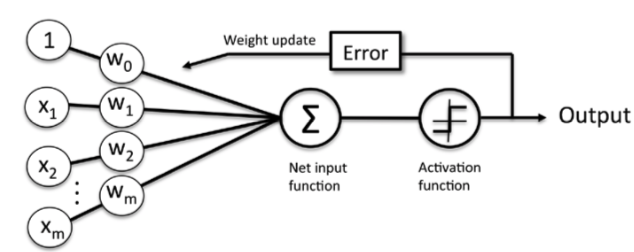 1
w0
Weight update
Error
x1
w1
Σ
Output
x2
w2
Net input
function
Activation
function
⋮
wm
xm